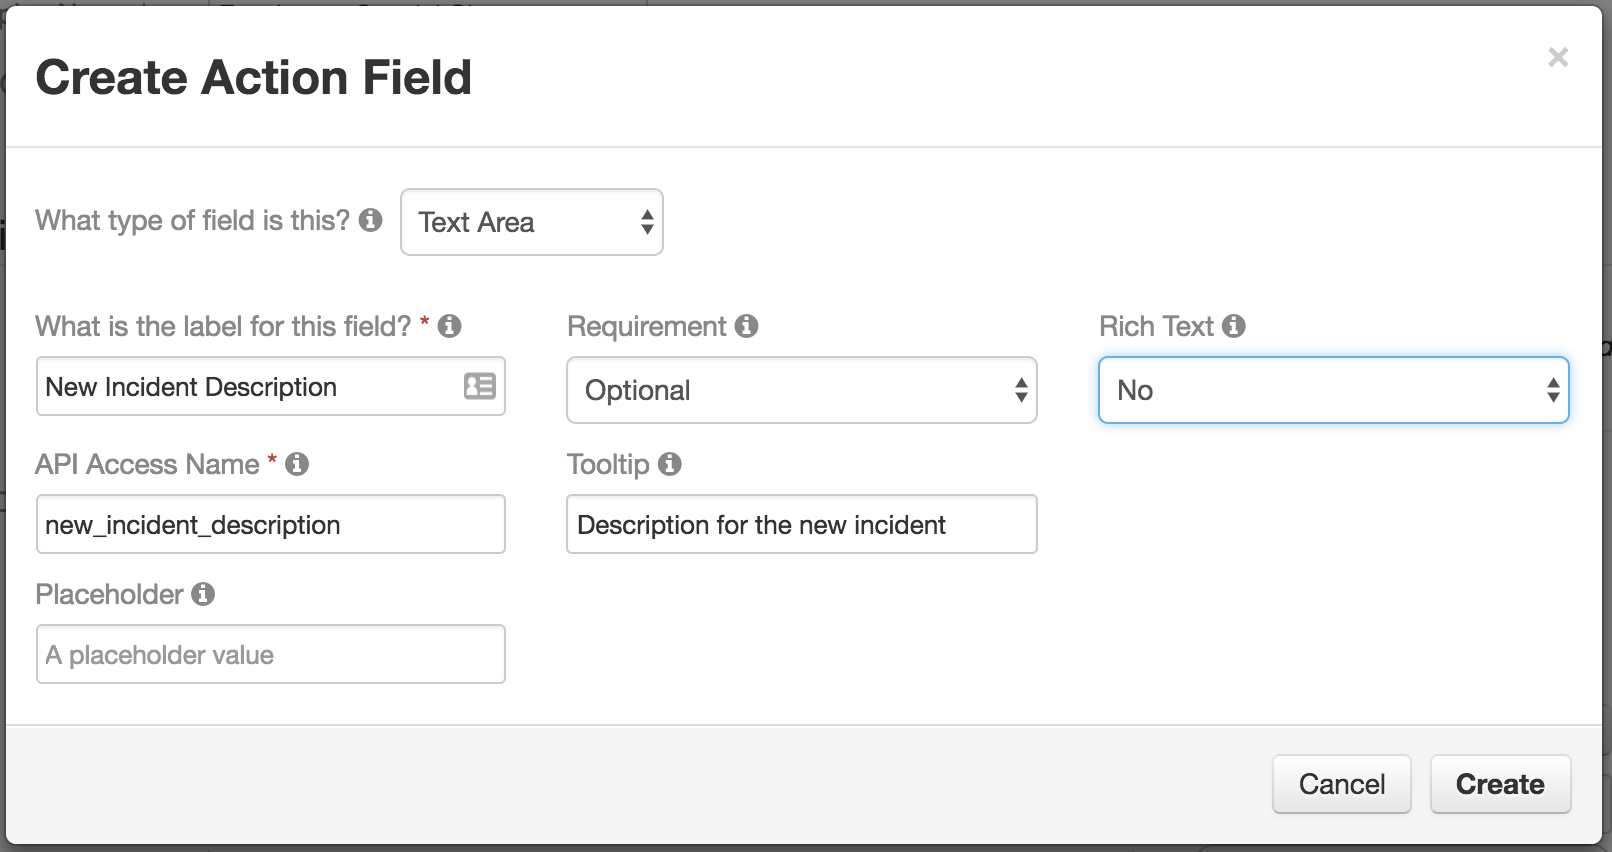 Create Action Field
×
What type of field is this?
Text Area
What is the label for this field? *
Requirement
Rich Text
New Incident Description
Optional
No
API Access Name *
Tooltip
new_incident_description
Description for the new incident
Placeholder
A placeholder value
Cancel
Create